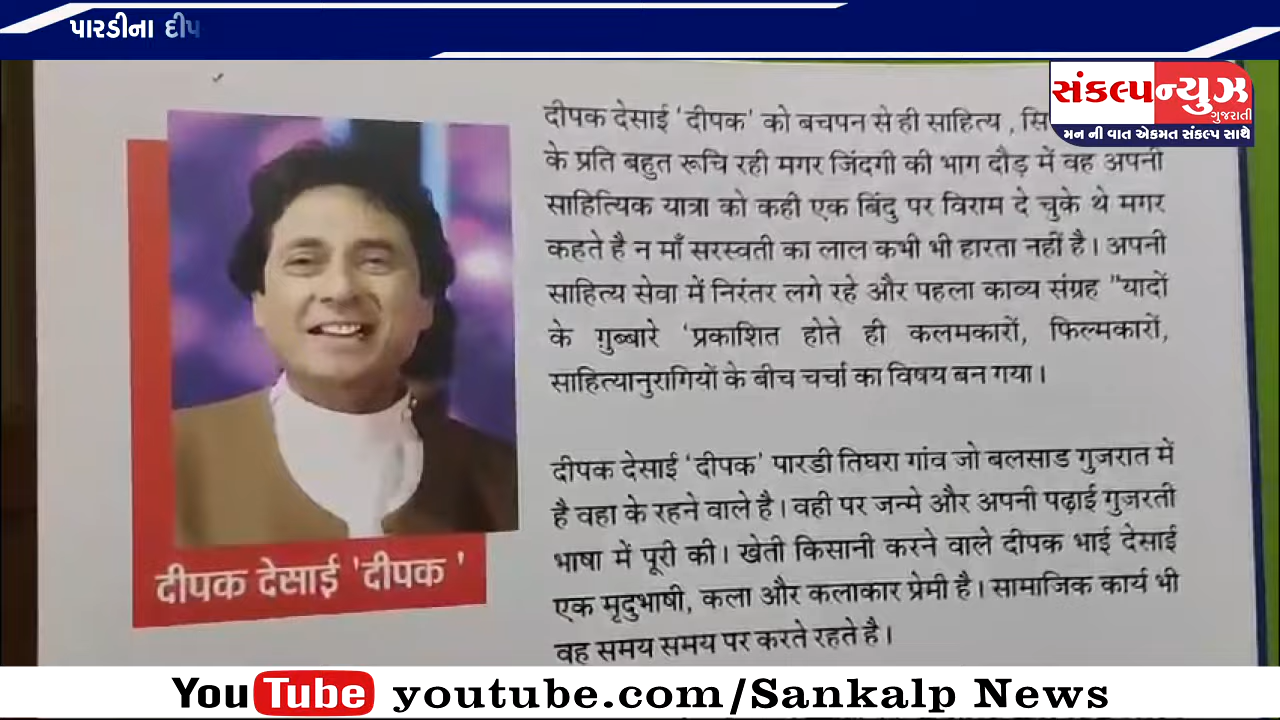 પારડીના દીપ
સંકલ્પન્યુઝ
ગુજરાતી
મન ની વાત એકમત સંકલ્પ સાથે
दीपक देसाई 'दीपक' को बचपन से ही साहित्य , सि
के प्रति बहुत रूचि रही मगर जिंदगी की भाग दौड़ में वह अपनी
साहित्यिक यात्रा को कही एक बिंदु पर विराम दे चुके थे मगर
कहते है न माँ सरस्वती का लाल कभी भी हारता नहीं है। अपनी
साहित्य सेवा में निरंतर लगे रहे और पहला काव्य संग्रह "यादों
के गुब्बारे 'प्रकाशित होते ही कलमकारों, फिल्मकारों,
साहित्यानुरागियों के बीच चर्चा का विषय बन गया।
दीपक देसाई 'दीपक' पारडी तिघरा गांव जो बलसाड गुजरात में
है वहा के रहने वाले है। वही पर जन्मे और अपनी पढ़ाई गुजरती
भाषा में पूरी की। खेती किसानी करने वाले दीपक भाई देसाई
एक मृदुभाषी, कला और कलाकार प्रेमी है। सामाजिक कार्य भी
वह समय समय पर करते रहते है।
दीपक देसाई 'दीपक '
YouTube youtube.com/Sankalp News